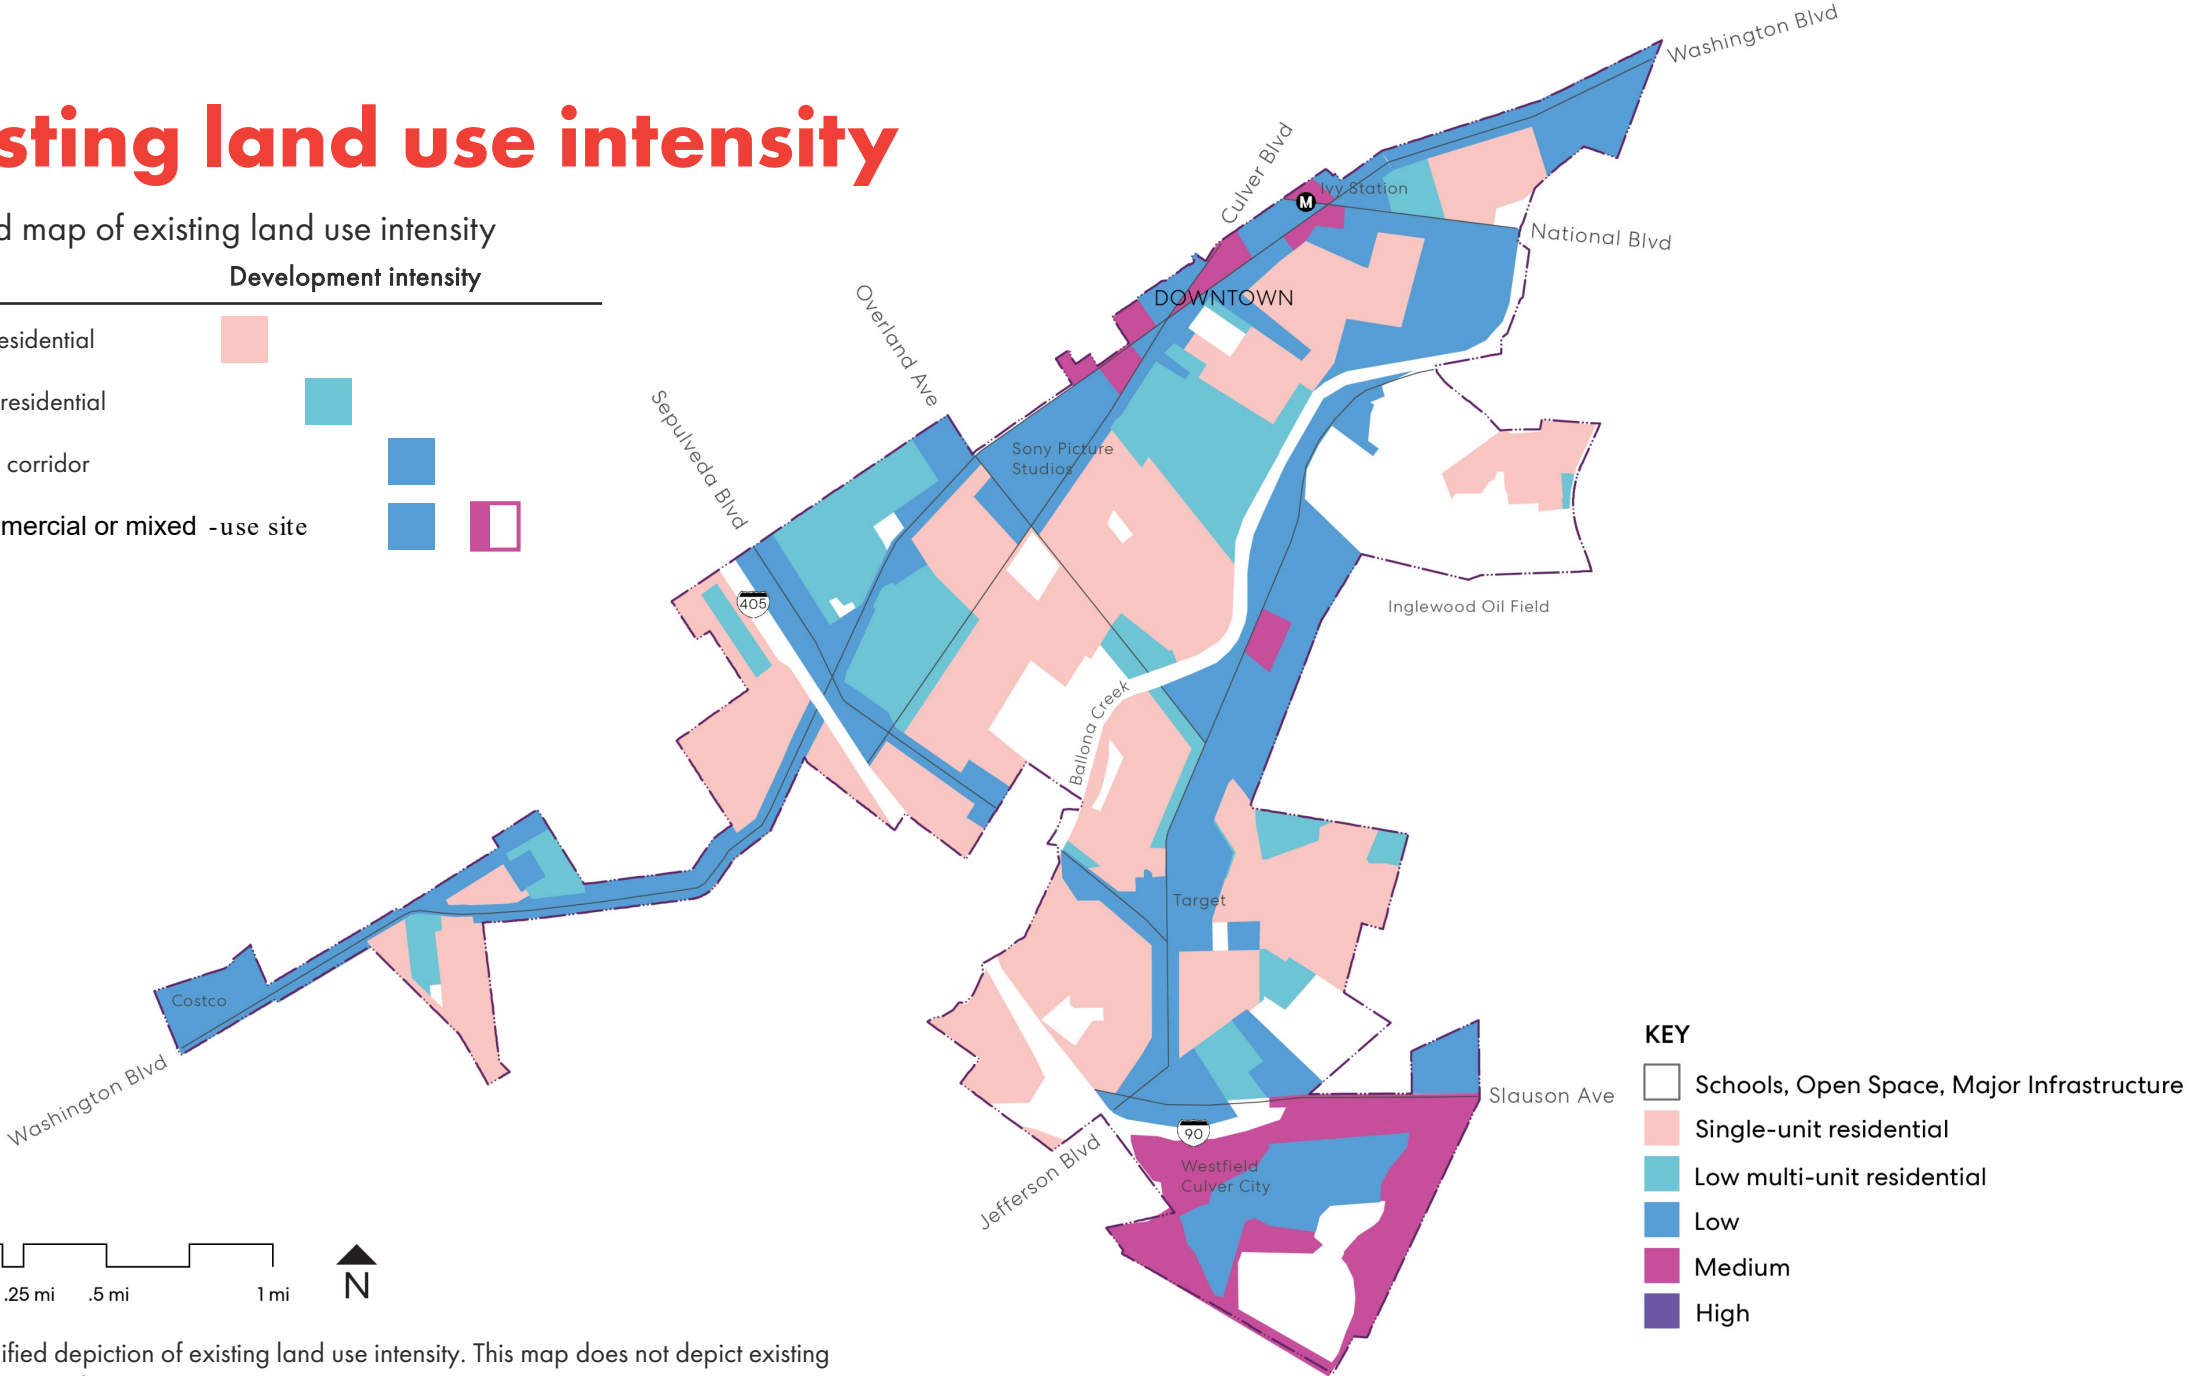 sting land use intensity
d map of existing land use intensity
Development intensity
esidential
residential
corridor
mmercial or mixed -use site
Washington Blvd
Culver Blvd
Ivy Station
M
National Blvd
DOWNTOWN
Overland Ave
Sepulveda Blvd
Sony Picture
Studios
405
Inglewood Oil Field
Ballona Creek
Target
Costco
Washington Blvd
Slauson Ave
90
Jefferson Blvd
Westfield
Culver City
KEY
Schools, Open Space, Major Infrastructure
Single-unit residential
Low multi-unit residential
Low
Medium
High
.25 mi .5 mi 1 mi
N
ified depiction of existing land use intensity. This map does not depict existing